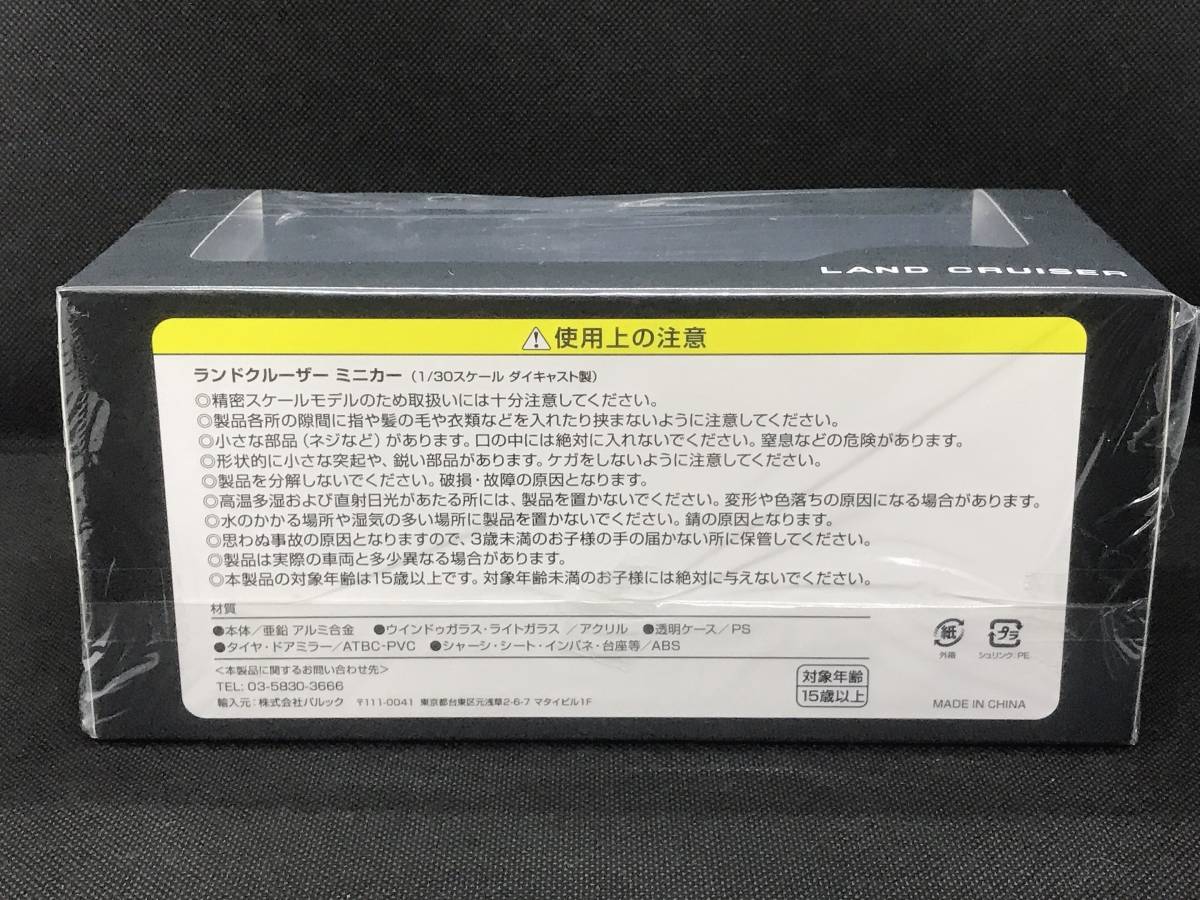 LAND CRUISER
使用上の注意
ランドクルーザー ミニカー（1/30スケール ダイキャスト製）
◎精密スケールモデルのため取扱いには十分注意してください。
◎製品各所の隙間に指や髪の毛や衣類などを入れたり挟まないように注意してください。
◎小さな部品（ネジなど）があります。口の中には絶対に入れないでください。窒息などの危険があります。
◎形状的に小さな突起や、鋭い部品があります。ケガをしないように注意してください。
◎製品を分解しないでください。破損・故障の原因となります。
◎高温多湿および直射日光があたる所には、製品を置かないでください。変形や色落ちの原因になる場合があります。
◎水のかかる場所や湿気の多い場所に製品を置かないでください。錆の原因となります。
◎思わぬ事故の原因となりますので、3歳未満のお子様の手の届かない所に保管してください。
◎製品は実際の車両と多少異なる場合があります。
◎本製品の対象年齢は15歳以上です。対象年齢未満のお子様には絶対に与えないでください。
材質
●本体／亜鉛 アルミ合金 ●ウインドゥガラス・ライトガラス ／アクリル ●透明ケース／PS
●タイヤ・ドアミラー／ATBC-PVC ●シャーシ・シート・インパネ・台座等／ABS
＜本製品に関するお問い合わせ先＞
TEL: 03-5830-3666
輸入元：株式会社バルック 〒111-0041 東京都台東区元浅草2-6-7 マタイビル1F
対象年齢
15歳以上
紙
外箱
プラ
シュリンク：PE
MADE IN CHINA